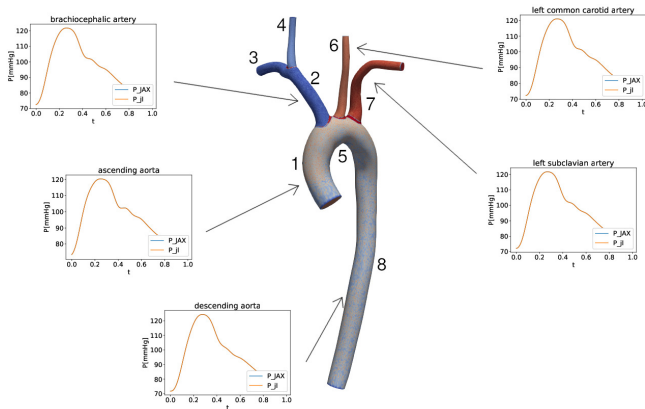 brachiocephalic artery
120
110
100
90
80
70
P[mmHg]
0.0 0.2 0.4 0.6 0.8 1.0
t
P_JAX
P_jl
left common carotid artery
120
110
100
90
80
70
P[mmHg]
0.0 0.2 0.4 0.6 0.8 1.0
t
P_JAX
P_jl
ascending aorta
120
110
100
90
80
P[mmHg]
0.0 0.2 0.4 0.6 0.8 1.0
t
P_JAX
P_jl
left subclavian artery
120
110
100
90
80
70
P[mmHg]
0.0 0.2 0.4 0.6 0.8 1.0
t
P_JAX
P_jl
descending aorta
120
110
100
90
80
70
P[mmHg]
0.0 0.2 0.4 0.6 0.8 1.0
t
P_JAX
P_jl
4
3
2
6
7
1
5
8